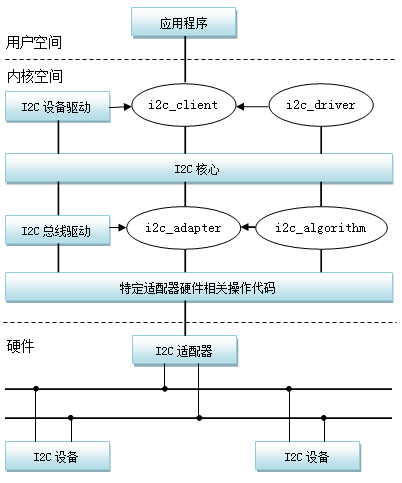 应用程序
用户空间
内核空间
I2C 设备驱动
i2c_client
i2c_driver
I2C 核心
I2C 总线驱动
i2c_adapter
i2c_algorithm
特定适配器硬件相关操作代码
硬件
I2C 适配器
I2C 设备
I2C 设备